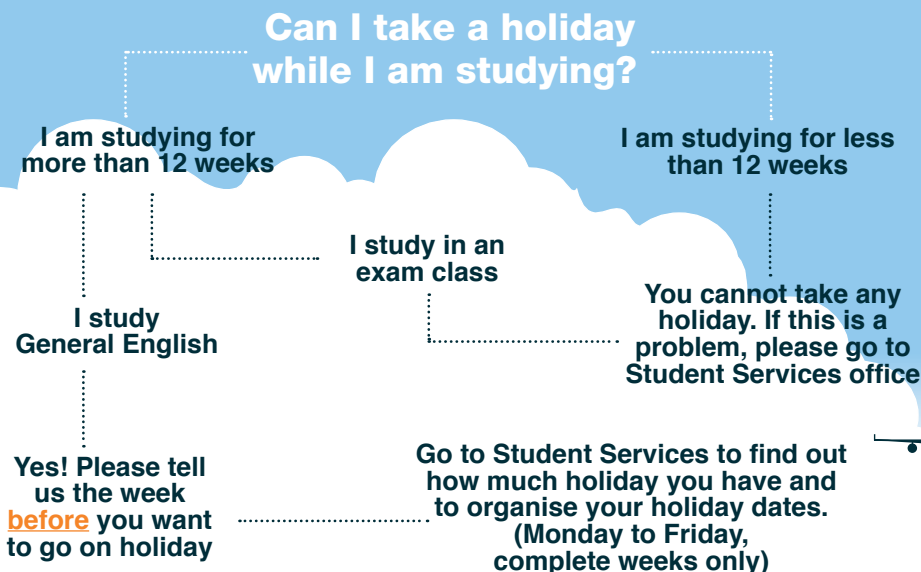 Can I take a holiday
while I am studying?
I am studying for
more than 12 weeks
I am studying for less
than 12 weeks
I study in an
exam class
I study
General English
You cannot take any
holiday. If this is a
problem, please go to
Student Services office
Yes! Please tell
us the week
before you want
to go on holiday
Go to Student Services to find out
how much holiday you have and
to organise your holiday dates.
(Monday to Friday,
complete weeks only)